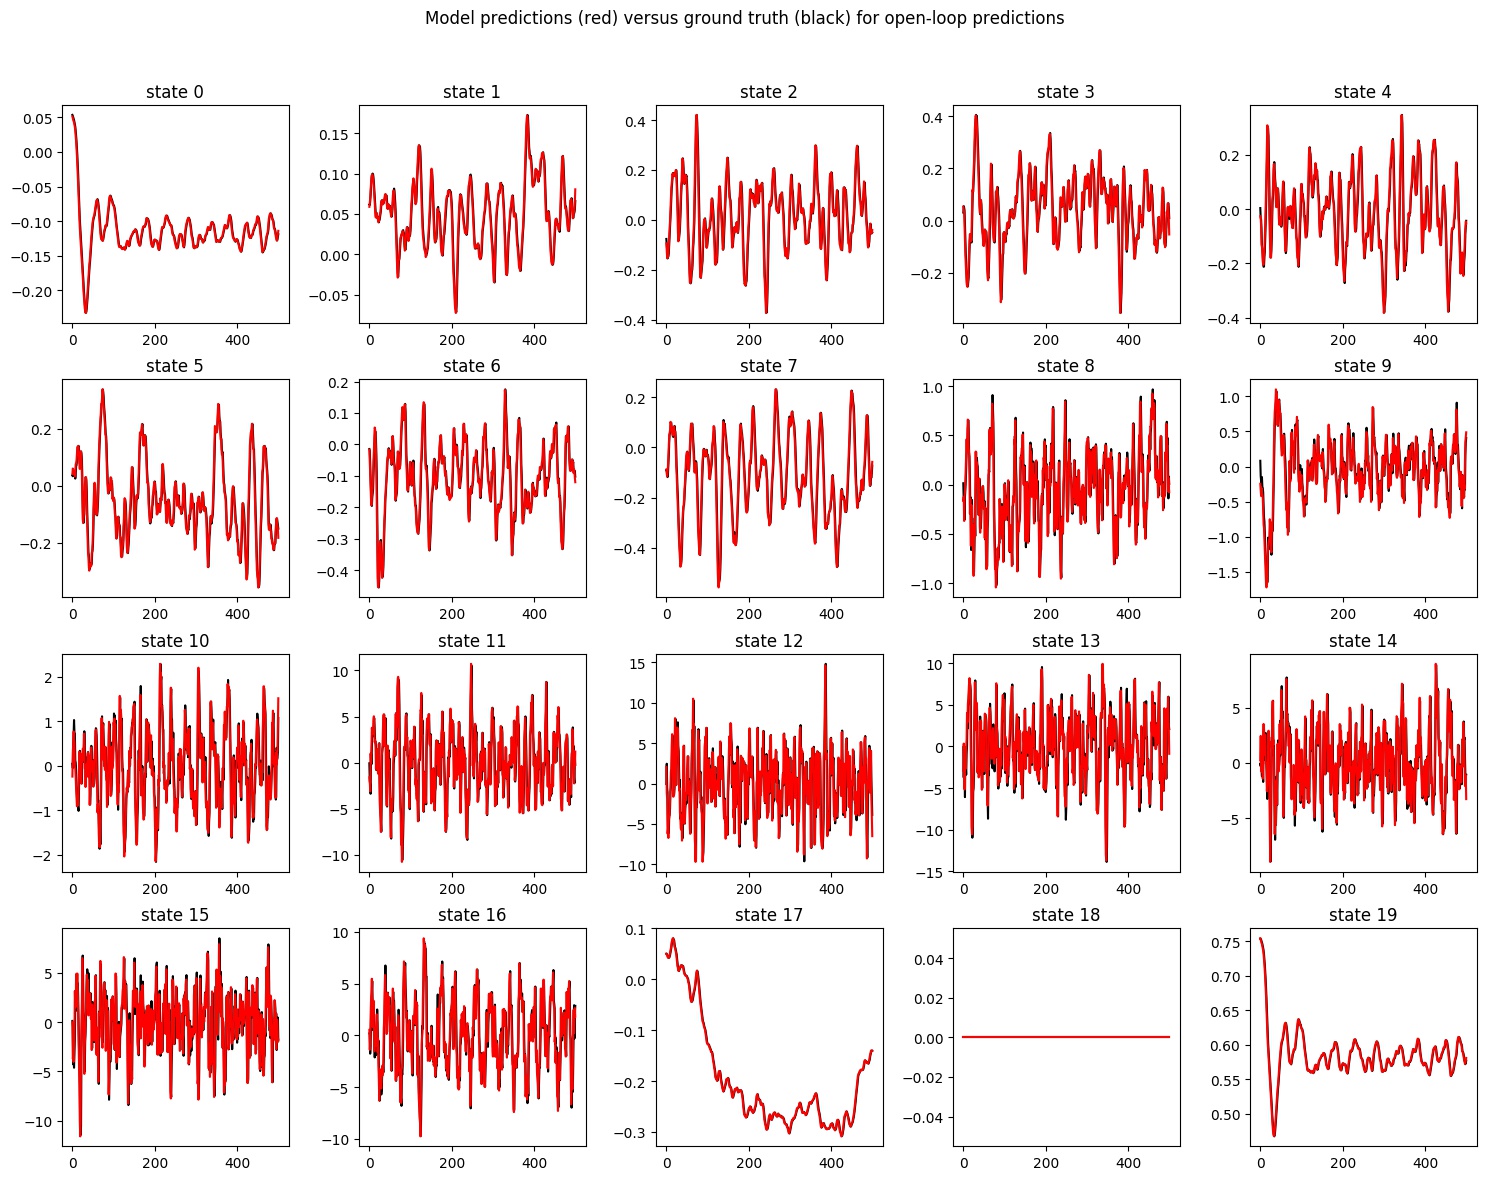 Model predictions (red) versus ground truth (black) for open-loop predictions
state 0 state 1 state 2 state 3 state 4
0.05 0.00 −0.05 −0.10 −0.15 −0.20
0.15 0.10 0.05 0.00 −0.05
0.4 0.2 0.0 −0.2 −0.4
0.4 0.2 0.0 −0.2
0.2 0.0 −0.2 −0.4
0 200 400 0 200 400 0 200 400 0 200 400 0 200 400
state 5 state 6 state 7 state 8 state 9
0.2 0.0 −0.2
0.2 0.1 0.0 −0.1 −0.2 −0.3 −0.4
0.2 0.0 −0.2 −0.4
1.0 0.5 0.0 −0.5 −1.0
1.0 0.5 0.0 −0.5 −1.0 −1.5
0 200 400 0 200 400 0 200 400 0 200 400 0 200 400
state 10 state 11 state 12 state 13 state 14
2 1 0 −1 −2
10 5 0 −5 −10
15 10 5 0 −5 −10
10 5 0 −5 −10 −15
5 0 −5
0 200 400 0 200 400 0 200 400 0 200 400 0 200 400
state 15 state 16 state 17 state 18 state 19
5 0 −5 −10
10 5 0 −5 −10
0.1 0.0 −0.1 −0.2 −0.3
0.04 0.02 0.00 −0.02 −0.04
0.75 0.70 0.65 0.60 0.55 0.50
0 200 400 0 200 400 0 200 400 0 200 400 0 200 400